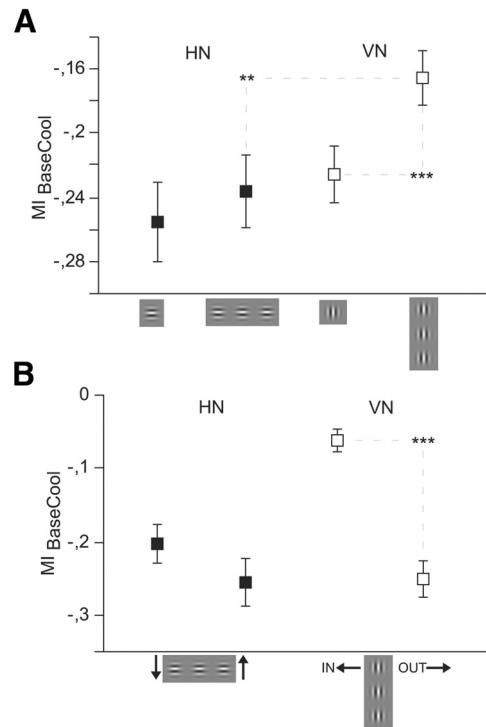 A
HN
VN
-,16
**
-,2
***
-,24
-,28
MI BaseCool
B
0
HN
VN
***
-,1
-,2
-,3
MI BaseCool
IN
OUT